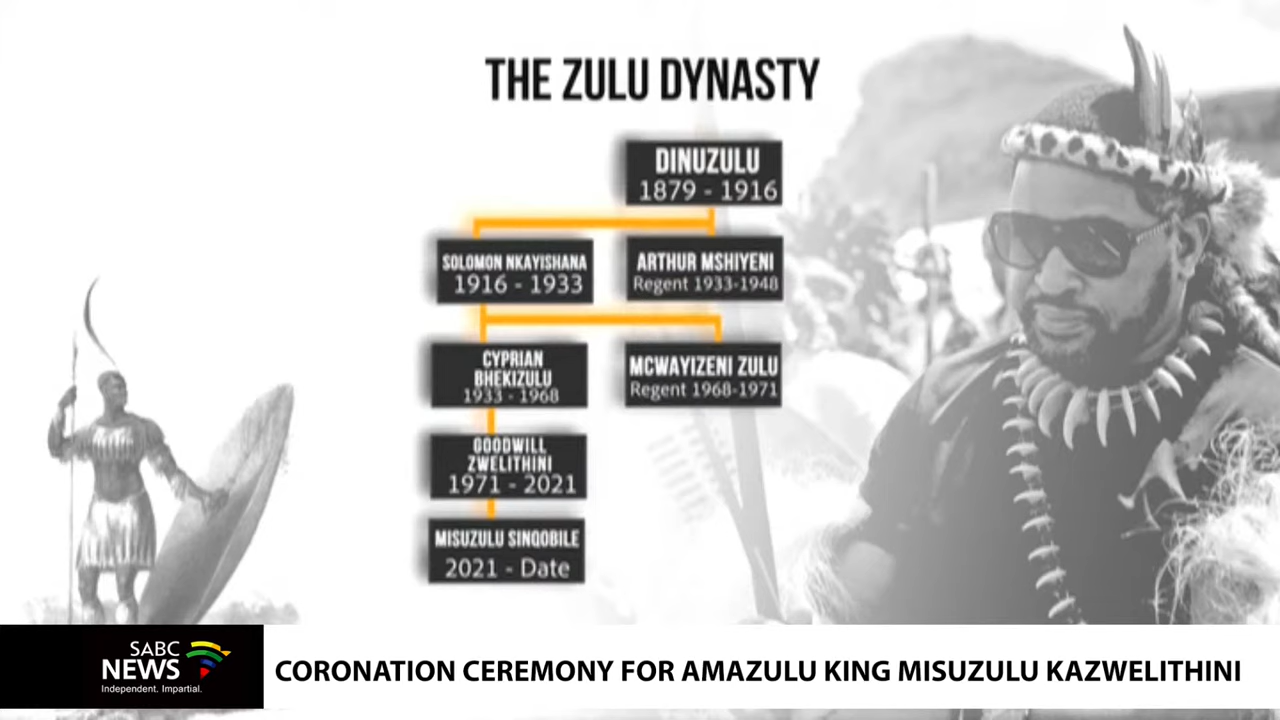 THE ZULU DYNASTY
DINUZULU
1879 - 1916
SOLOMON NKAYISHANA
1916 - 1933
ARTHUR MSHIYENI
Regent 1933-1948
CYPRIAN
BHEKIZULU
1933 - 1968
MCWAYIZENI ZULU
Regent 1968-1971
GOODWILL
ZWELITHINI
1971 - 2021
MISUZULU SINQOBILE
2021 - Date
SABC
NEWS
Independent. Impartial.
CORONATION CEREMONY FOR AMAZULU KING MISUZULU KAZWELITHINI